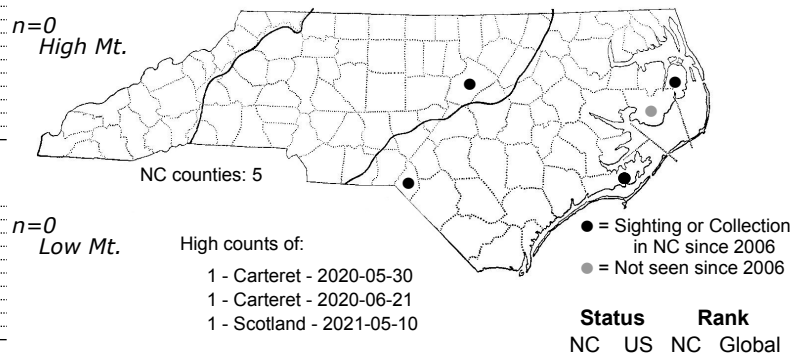 n=0
High Mt.
NC counties: 5
n=0
Low Mt.
High counts of:
1 - Carteret - 2020-05-30
1 - Carteret - 2020-06-21
1 - Scotland - 2021-05-10
= Sighting or Collection
in NC since 2006
= Not seen since 2006
Status Rank
NC US NC Global